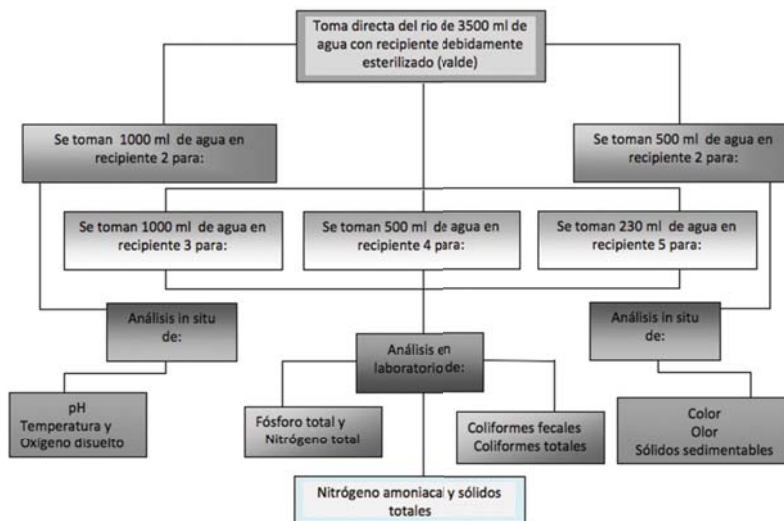 Toma directa del rio de 3500 ml de
agua con recipiente debidamente
esterilizado (valde)
Se toman 1000 ml de agua en
recipiente 2 para:
Se toman 500 ml de agua en
recipiente 2 para:
Se toman 1000 ml de agua en
recipiente 3 para:
Se toman 500 ml de agua en
recipiente 4 para:
Se toman 230 ml de agua en
recipiente 5 para:
Análisis in situ
de:
Análisis en
laboratorio de:
Análisis in situ
de:
pH
Temperatura y
Oxígeno disuelto
Fósforo total y
Nitrógeno total
Coliformes fecales
Coliformes totales
Color
Olor
Sólidos sedimentables
Nitrógeno amoniacal y sólidos
totales